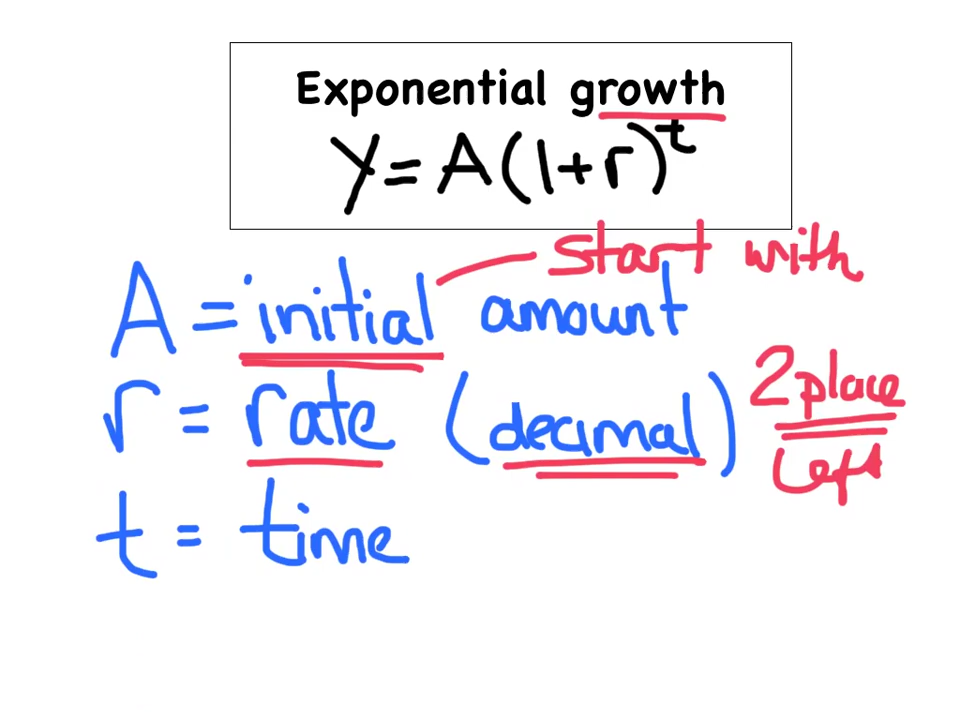 Exponential growth
y = A(1+r)^t
start with
A = initial amount
r = rate (decimal) 2 place
left
t = time